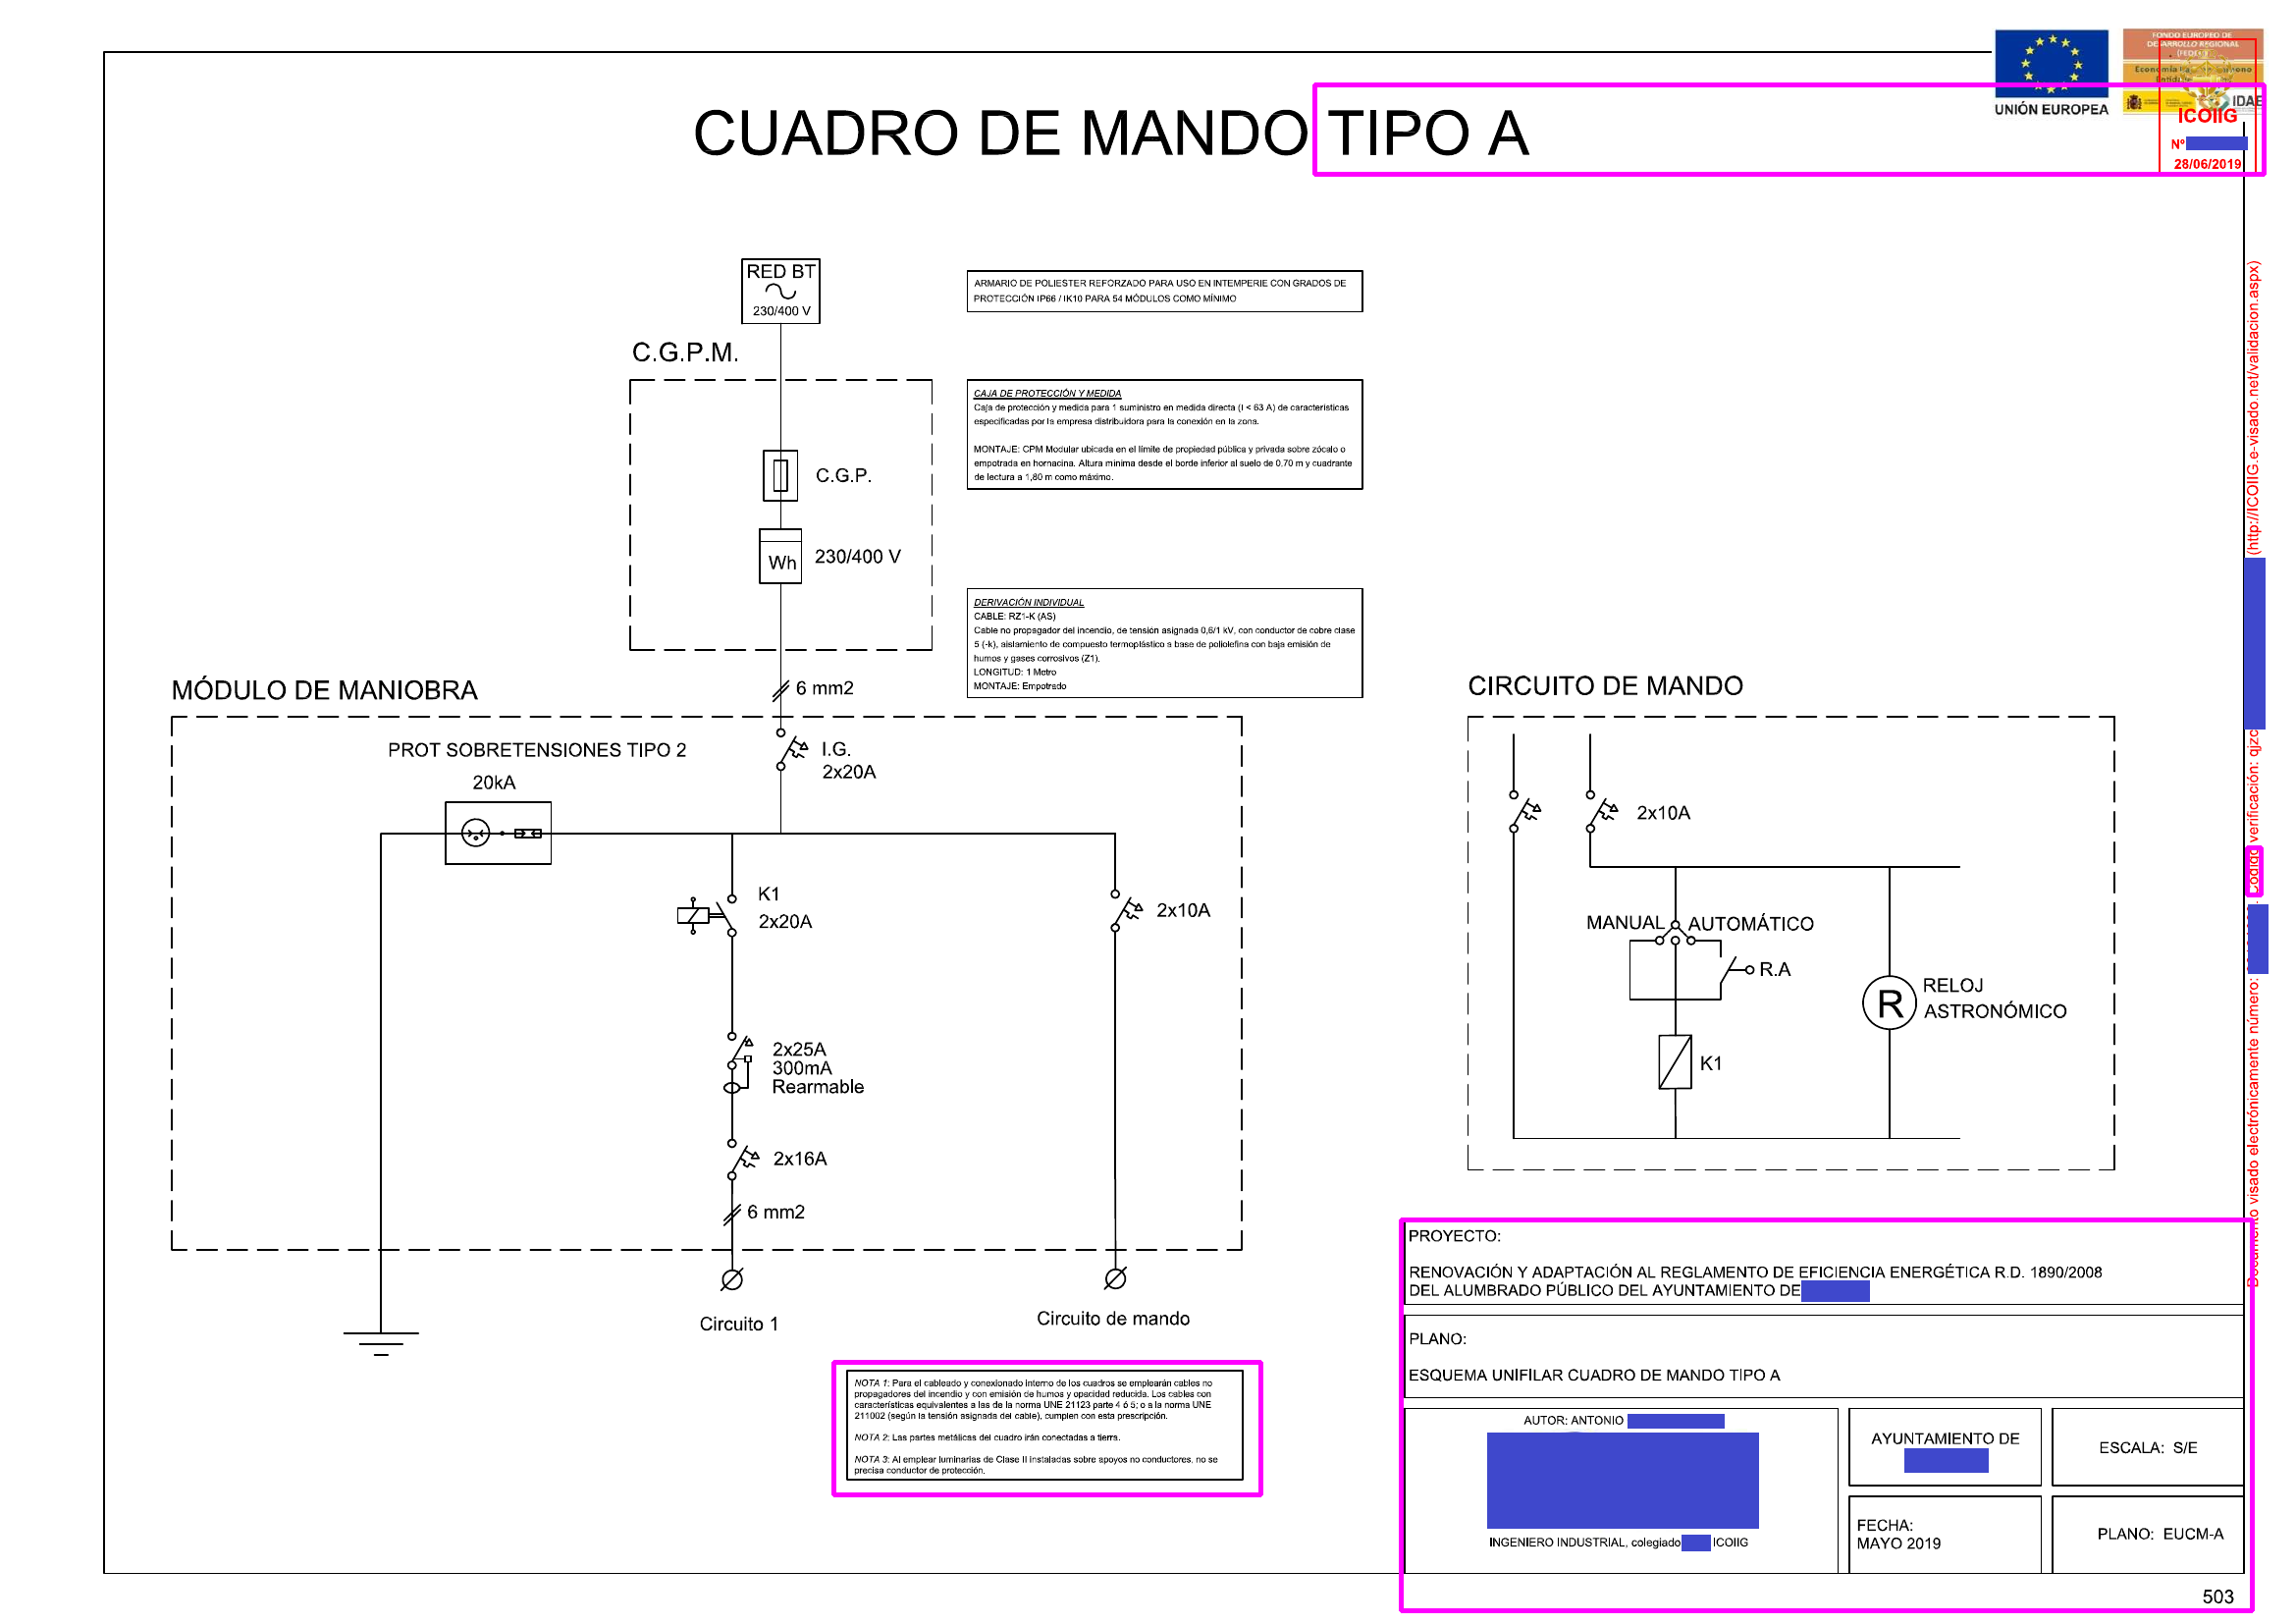 FONDO EUROPEO DE
DESARROLLO REGIONAL
(FEDER)
UNIÓN EUROPEA
IDAE
ICOIIG
Nº
28/06/2019
CUADRO DE MANDO TIPO A
RED BT
230/400 V
ARMARIO DE POLIESTER REFORZADO PARA USO EN INTEMPERIE CON GRADOS DE
PROTECCIÓN IP66 / IK10 PARA 54 MÓDULOS COMO MÍNIMO
C.G.P.M.
C.G.P.
Wh
230/400 V
CAJA DE PROTECCIÓN Y MEDIDA
Caja de protección y medida para 1 suministro en medida directa (I < 63 A) de características
especificadas por la empresa distribuidora para la conexión en la zona.
MONTAJE: CPM Modular ubicada en el límite de propiedad pública y privada sobre zócalo o
empotrada en hornacina. Altura mínima desde el borde inferior al suelo de 0,70 m y cuadrante
de lectura a 1,80 m como máximo.
DERIVACIÓN INDIVIDUAL
CABLE: RZ1-K (AS)
Cable no propagador del incendio, de tensión asignada 0,6/1 kV, con conductor de cobre clase
5 (-k), aislamiento de compuesto termoplástico a base de poliolefina con baja emisión de
humos y gases corrosivos (Z1).
LONGITUD: 1 Metro
MONTAJE: Empotrado
6 mm2
MÓDULO DE MANIOBRA
PROT SOBRETENSIONES TIPO 2
20kA
I.G.
2x20A
K1
2x20A
2x10A
2x25A
300mA
Rearmable
2x16A
6 mm2
Circuito 1
Circuito de mando
CIRCUITO DE MANDO
2x10A
MANUAL
AUTOMÁTICO
R.A
K1
R
RELOJ
ASTRONÓMICO
NOTA 1: Para el cableado y conexionado interno de los cuadros se emplearán cables no
propagadores del incendio y con emisión de humos y opacidad reducida. Los cables con
características equivalentes a las de la norma UNE 21123 parte 4 ó 5; o a la norma UNE
211002 (según la tensión asignada del cable), cumplen con esta prescripción.
NOTA 2: Las partes metálicas del cuadro irán conectadas a tierra.
NOTA 3: Al emplear luminarias de Clase II instaladas sobre apoyos no conductores, no se
precisa conductor de protección.
PROYECTO:
RENOVACIÓN Y ADAPTACIÓN AL REGLAMENTO DE EFICIENCIA ENERGÉTICA R.D. 1890/2008
DEL ALUMBRADO PÚBLICO DEL AYUNTAMIENTO DE
PLANO:
ESQUEMA UNIFILAR CUADRO DE MANDO TIPO A
AUTOR: ANTONIO
INGENIERO INDUSTRIAL, colegiado ICOIIG
AYUNTAMIENTO DE
ESCALA: S/E
FECHA:
MAYO 2019
PLANO: EUCM-A
503
Documento visado electrónicamente número: Código verificación: qjzc (http://ICOIIG.e-visado.net/validacion.aspx)